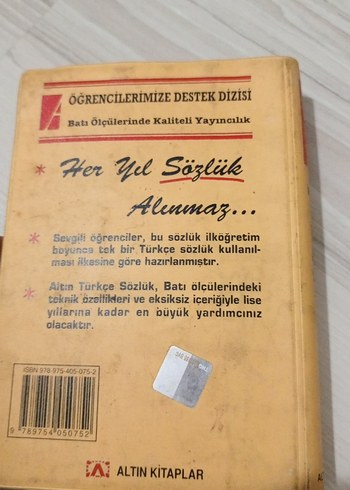 ÖĞRENCİLERİMİZE DESTEK DİZİSİ
Batı Ölçülerinde Kaliteli Yayıncılık
* Her Yıl Sözlük
Alınmaz...
* Sevgili öğrenciler, bu sözlük ilköğretim
boyunca tek bir Türkçe sözlük kullanıl-
ması ilkesine göre hazırlanmıştır.
* Altın Türkçe Sözlük, Batı ölçülerindeki
teknik özellikleri ve eksiksiz içeriğiyle lise
yıllarına kadar en büyük yardımcınız
olacaktır.
ISBN 978-975-405-075-2
9 789754 050752
ALTIN KİTAPLAR